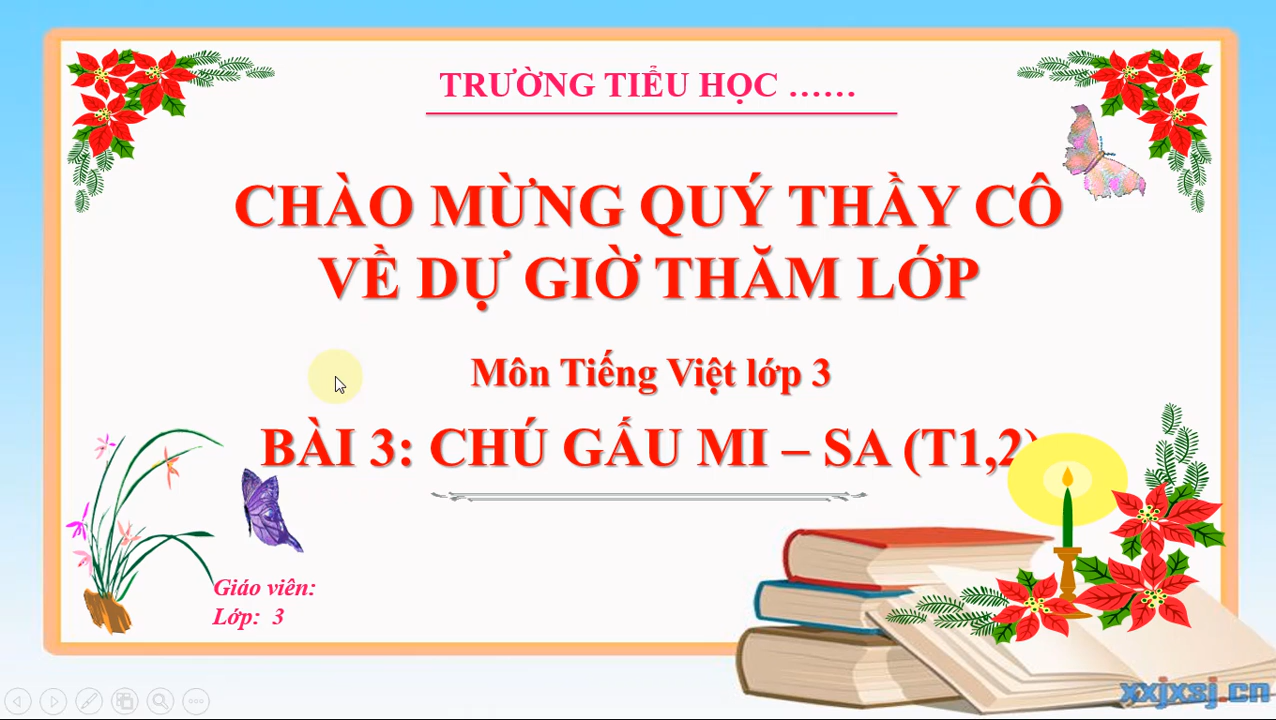 TRƯỜNG TIỂU HỌC ......
CHÀO MỪNG QUÝ THẦY CÔ
VỀ DỰ GIỜ THĂM LỚP
Môn Tiếng Việt lớp 3
BÀI 3: CHÚ GẤU MI – SA (T1,2)
Giáo viên:
Lớp: 3
xxjxsj.cn